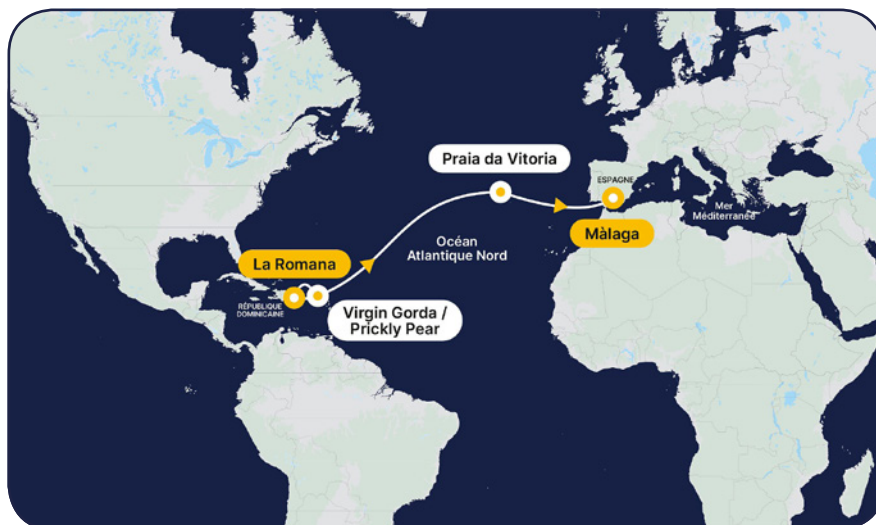 Praia da Vitoria
ESPAGNE
Mer
Méditerranée
Màlaga
Océan
Atlantique Nord
La Romana
RÉPUBLIQUE
DOMINICAINE
Virgin Gorda /
Prickly Pear